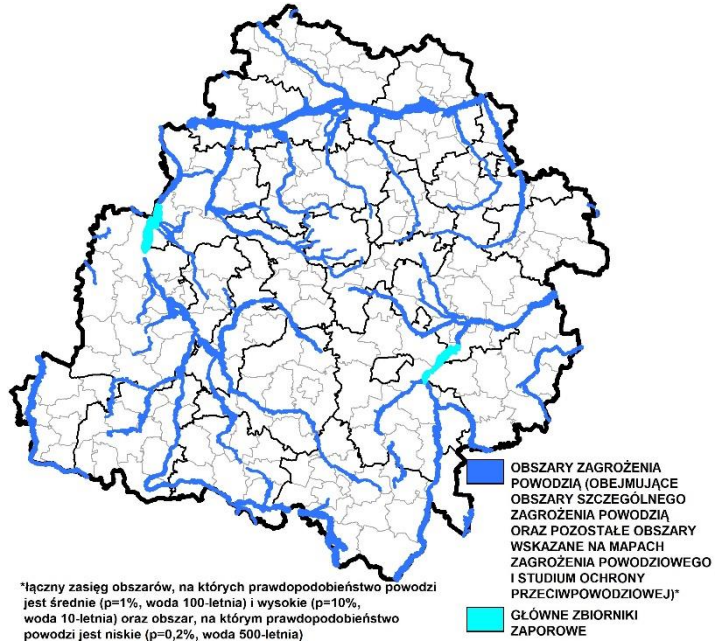 OBSZARY ZAGROŻENIA
POWODZIĄ (OBEJMUJĄCE
OBSZARY SZCZEGÓLNEGO
ZAGROŻENIA POWODZIĄ
ORAZ POZOSTAŁE OBSZARY
WSKAZANE NA MAPACH
ZAGROŻENIA POWODZIOWEGO
I STUDIUM OCHRONY
PRZECIWPOWODZIOWEJ)*
GŁÓWNE ZBIORNIKI
ZAPOROWE
*łączny zasięg obszarów, na których prawdopodobieństwo powodzi
jest średnie (p=1%, woda 100-letnia) i wysokie (p=10%,
woda 10-letnia) oraz obszar, na którym prawdopodobieństwo
powodzi jest niskie (p=0,2%, woda 500-letnia)